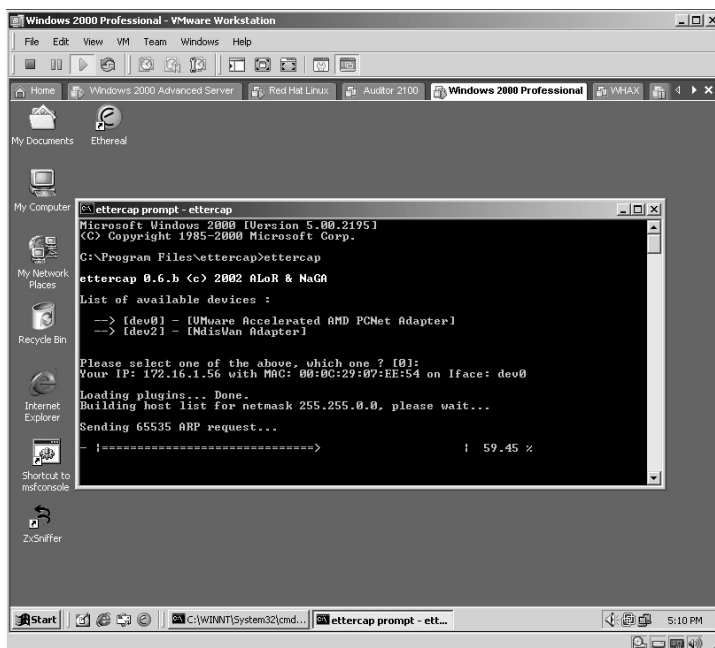 Windows 2000 Professional - VMware Workstation
File Edit View VM Team Windows Help
Home Windows 2000 Advanced Server Red Hat Linux Auditor 2100 Windows 2000 Professional WHAX
My Documents
Ethereal
My Computer
My Network
Places
Recycle Bin
Internet
Explorer
Shortcut to
msfconsole
ZxSniffer
ettercap prompt - ettercap
Microsoft Windows 2000 [Version 5.00.2195]
(C) Copyright 1985-2000 Microsoft Corp.
C:\Program Files\ettercap>ettercap
ettercap 0.6.b (c) 2002 ALoR & NaGA
List of available devices :
--> [dev0] - [VMware Accelerated AMD PCNet Adapter]
--> [dev2] - [NdisWan Adapter]
Please select one of the above, which one ? [0]:
Your IP: 172.16.1.56 with MAC: 00:0C:29:07:EE:54 on Iface: dev0
Loading plugins... Done.
Building host list for netmask 255.255.0.0, please wait...
Sending 65535 ARP request...
- |==============================> | 59.45 %
Start C:\WINNT\System32\cmd... ettercap prompt - ett... 5:10 PM